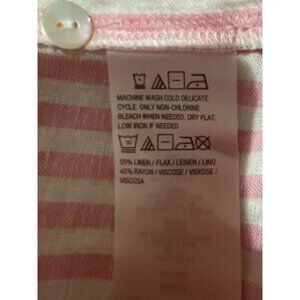 MACHINE WASH COLD DELICATE
CYCLE, ONLY NON-CHLORINE
BLEACH WHEN NEEDED, DRY FLAT,
LOW IRON IF NEEDED
55% LINEN / FLAX / LEINEN / LINO
45% RAYON / VISCOSE / VISKOSE /
VISCOSA